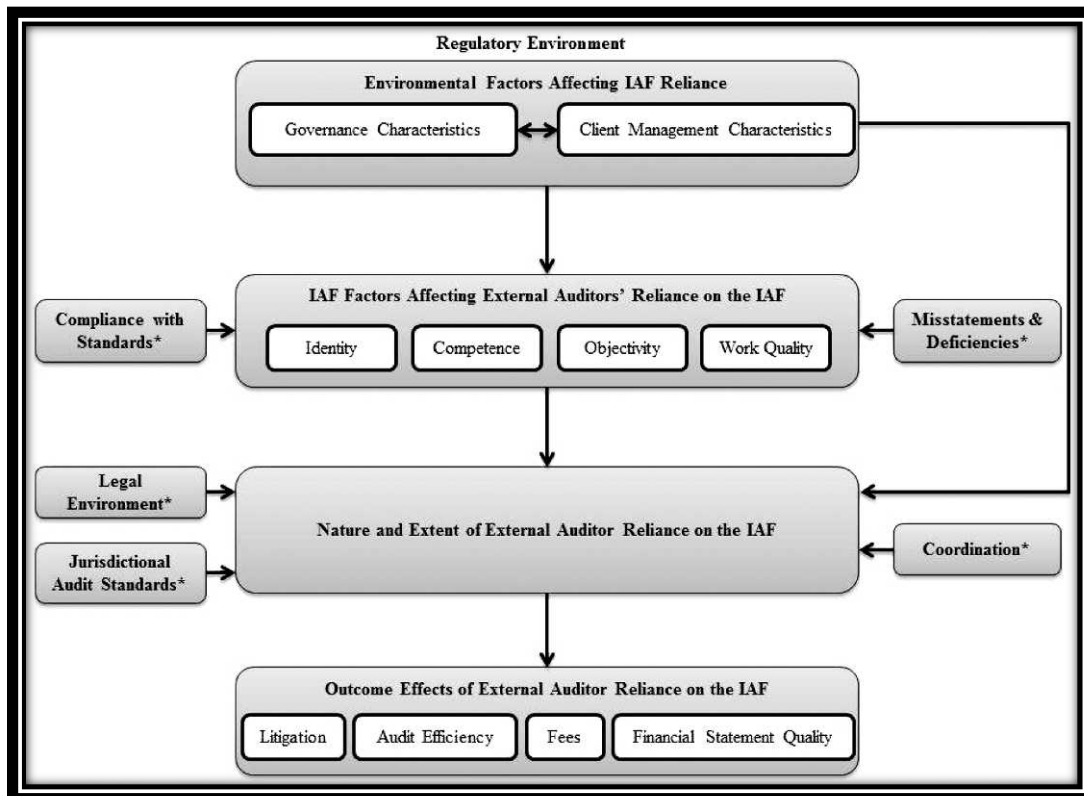 Regulatory Environment
Environmental Factors Affecting IAF Reliance
Governance Characteristics
Client Management Characteristics
IAF Factors Affecting External Auditors' Reliance on the IAF
Compliance with
Standards*
Identity
Competence
Objectivity
Work Quality
Misstatements &
Deficiencies*
Legal
Environment*
Nature and Extent of External Auditor Reliance on the IAF
Jurisdictional
Audit Standards*
Coordination*
Outcome Effects of External Auditor Reliance on the IAF
Litigation
Audit Efficiency
Fees
Financial Statement Quality